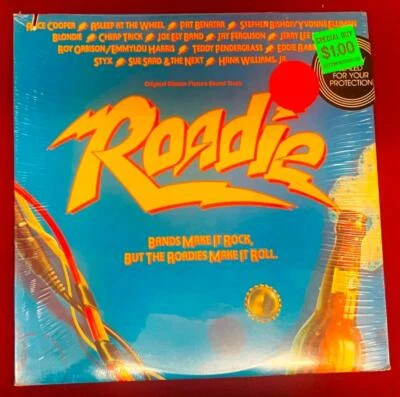 ALICE COOPER ASLEEP AT THE WHEEL PAT BENATAR STEPHEN BISHOP/YVONNE ELLIMAN
BLONDIE CHEAP TRICK JOE ELY BAND JAY FERGUSON JERRY LEE
ROY ORBISON/EMMYLOU HARRIS TEDDY PENDERGRASS EDDIE RAB
STYX SUE SAAD & THE NEXT HANK WILLIAMS, JR.
SPECIAL BUY
$1.00
FOR YOUR
PROTECTION
Original Motion Picture Sound Track
Roadie
BANDS MAKE IT ROCK,
BUT THE ROADIES MAKE IT ROLL.